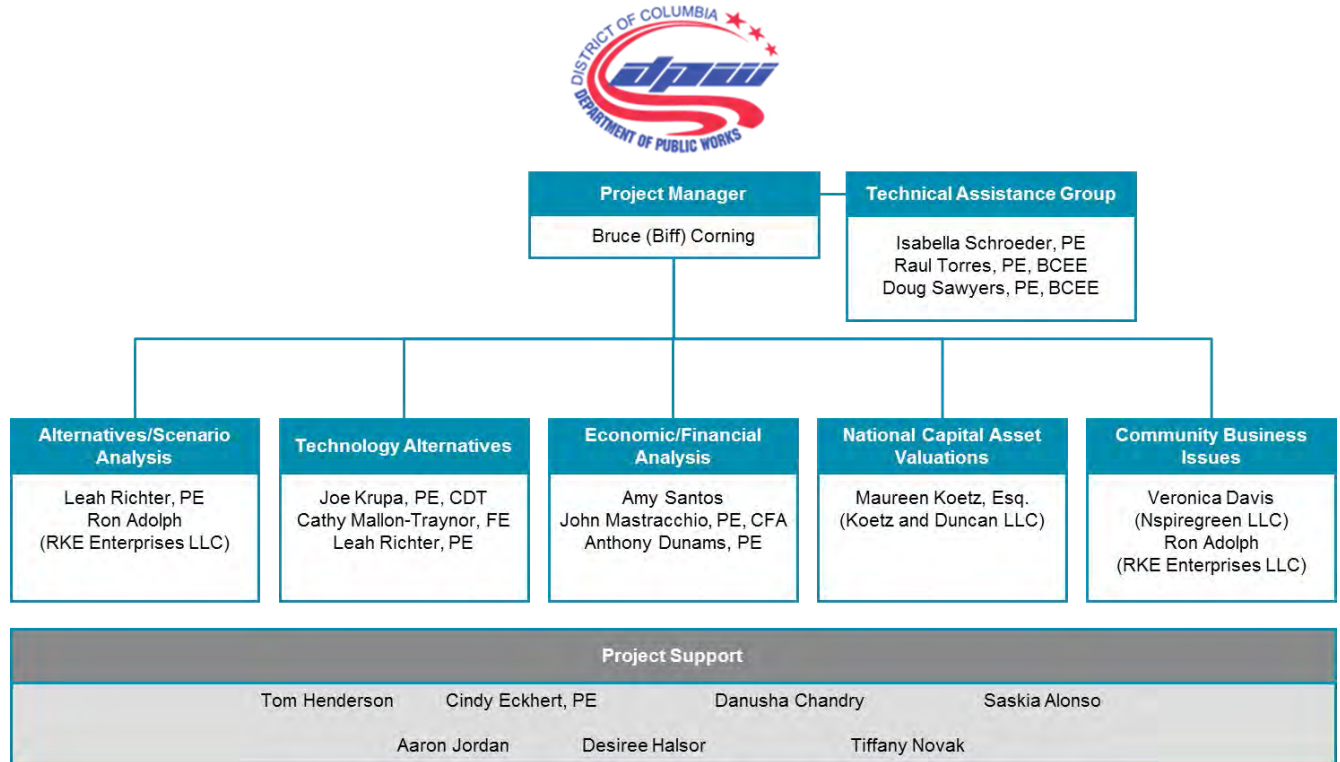 DISTRICT OF COLUMBIA
dpw
DEPARTMENT OF PUBLIC WORKS
Project Manager
Bruce (Biff) Corning
Technical Assistance Group
Isabella Schroeder, PE
Raul Torres, PE, BCEE
Doug Sawyers, PE, BCEE
Alternatives/Scenario
Analysis
Leah Richter, PE
Ron Adolph
(RKE Enterprises LLC)
Technology Alternatives
Joe Krupa, PE, CDT
Cathy Mallon-Traynor, FE
Leah Richter, PE
Economic/Financial
Analysis
Amy Santos
John Mastracchio, PE, CFA
Anthony Dunams, PE
National Capital Asset
Valuations
Maureen Koetz, Esq.
(Koetz and Duncan LLC)
Community Business
Issues
Veronica Davis
(Nspiregreen LLC)
Ron Adolph
(RKE Enterprises LLC)
Project Support
Tom Henderson Cindy Eckhert, PE Danusha Chandry Saskia Alonso
Aaron Jordan Desiree Halsor Tiffany Novak